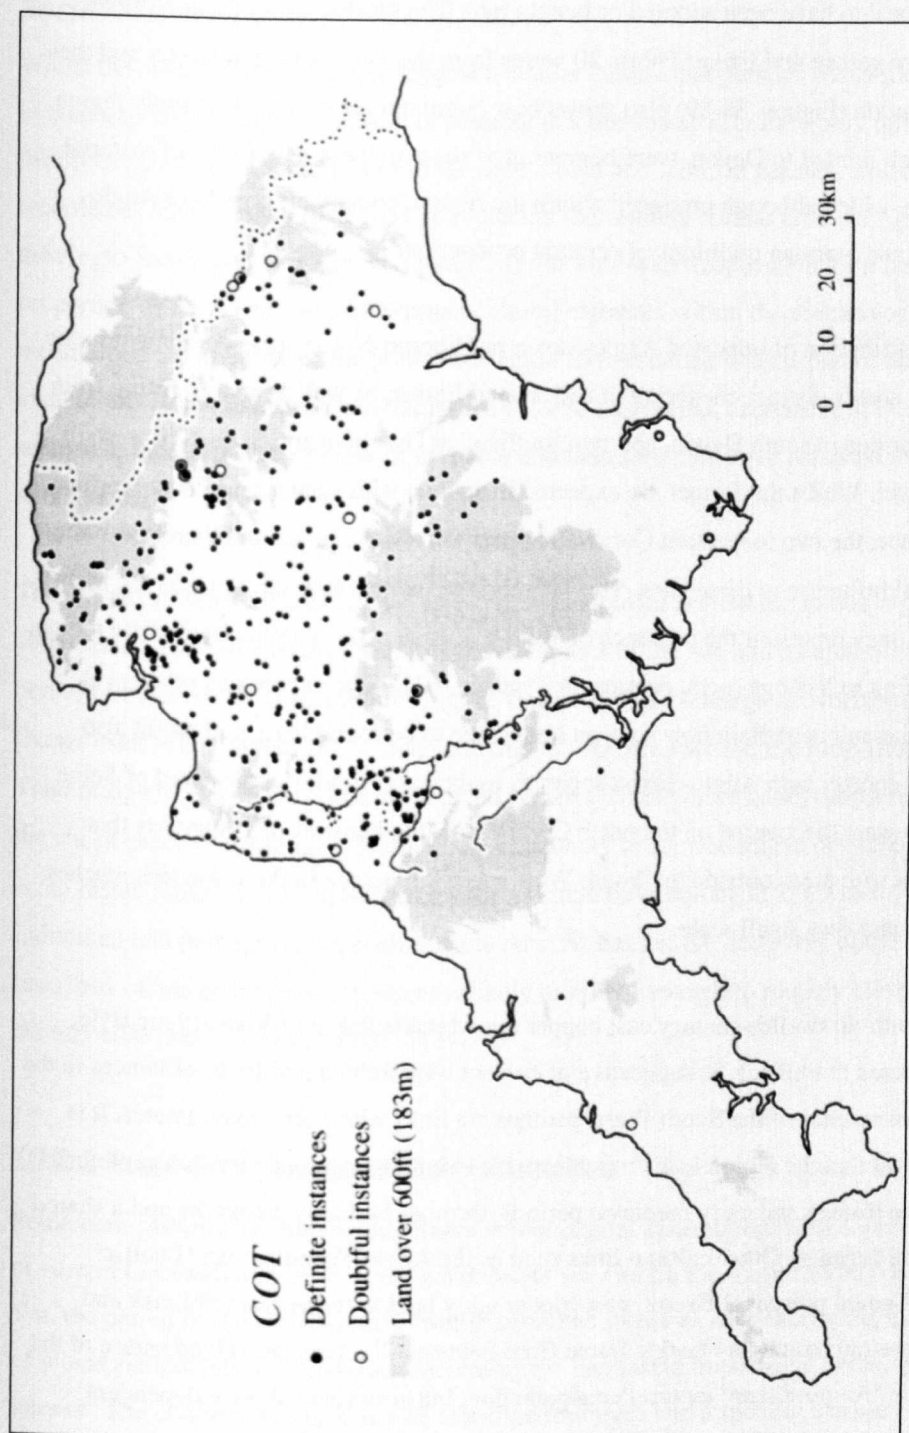 COT
Definite instances
Doubtful instances
Land over 600ft (183m)
0 10 20 30km